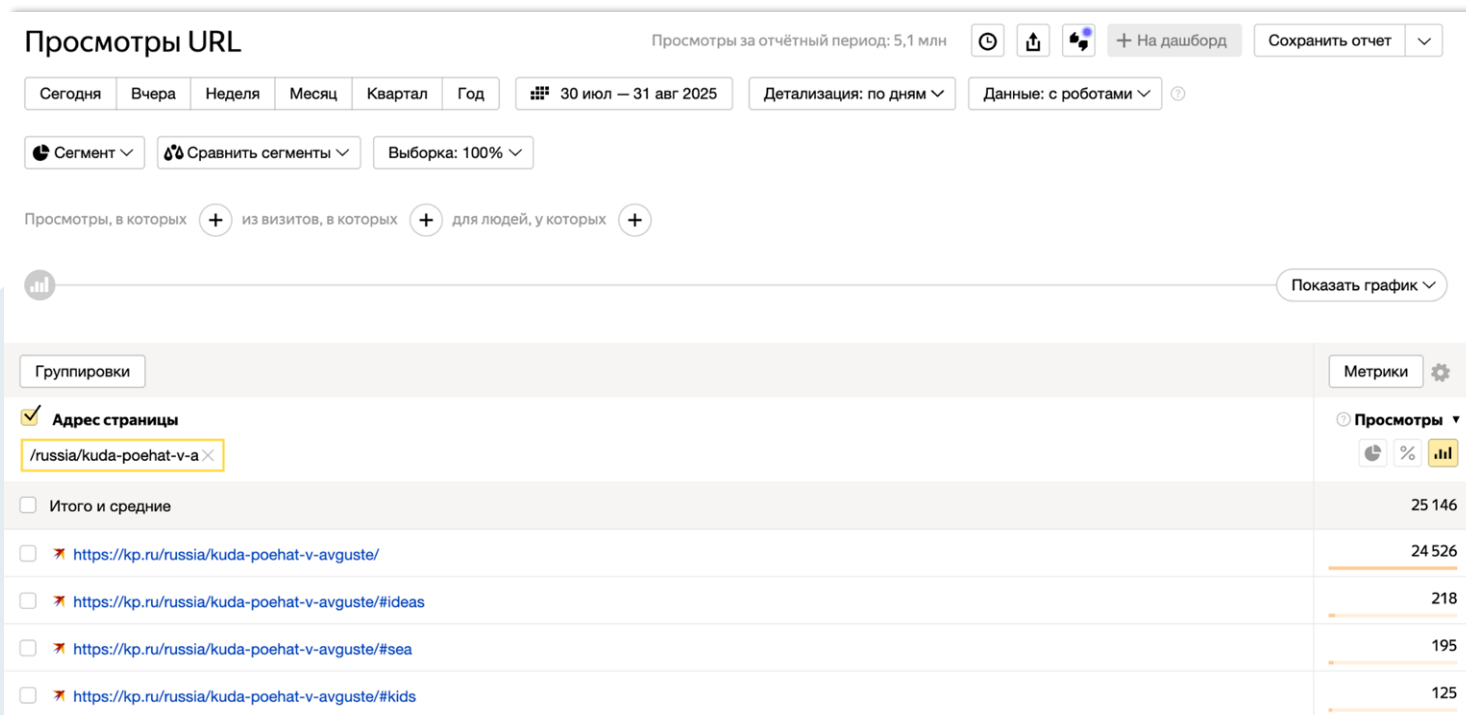 Просмотры URL
Просмотры за отчётный период: 5,1 млн
+ На дашборд
Сохранить отчет
Сегодня Вчера Неделя Месяц Квартал Год
30 июл — 31 авг 2025
Детализация: по дням
Данные: с роботами
?
Сегмент
Сравнить сегменты
Выборка: 100%
Просмотры, в которых + из визитов, в которых + для людей, у которых +
Показать график
Группировки
Метрики
Адрес страницы
? Просмотры
/russia/kuda-poehat-v-a
%
Итого и средние 25 146
https://kp.ru/russia/kuda-poehat-v-avguste/ 24 526
https://kp.ru/russia/kuda-poehat-v-avguste/#ideas 218
https://kp.ru/russia/kuda-poehat-v-avguste/#sea 195
https://kp.ru/russia/kuda-poehat-v-avguste/#kids 125